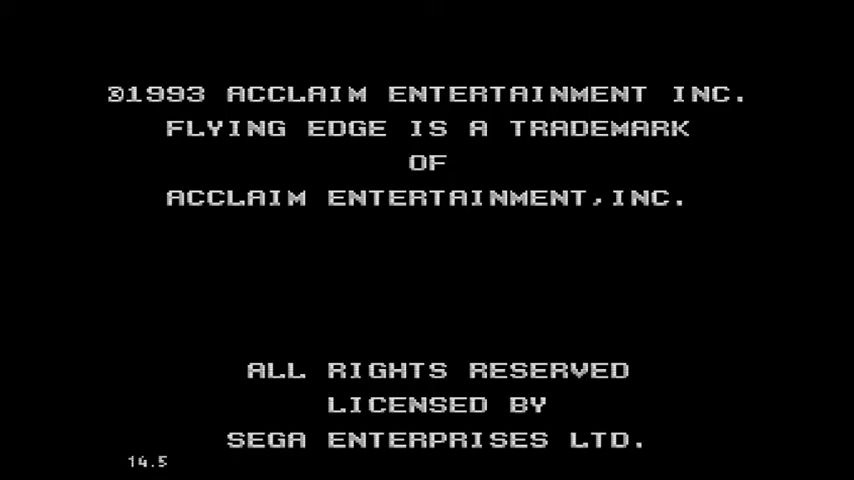 ©1993 ACCLAIM ENTERTAINMENT INC.
FLYING EDGE IS A TRADEMARK
OF
ACCLAIM ENTERTAINMENT,INC.
ALL RIGHTS RESERVED
LICENSED BY
SEGA ENTERPRISES LTD.
14.5